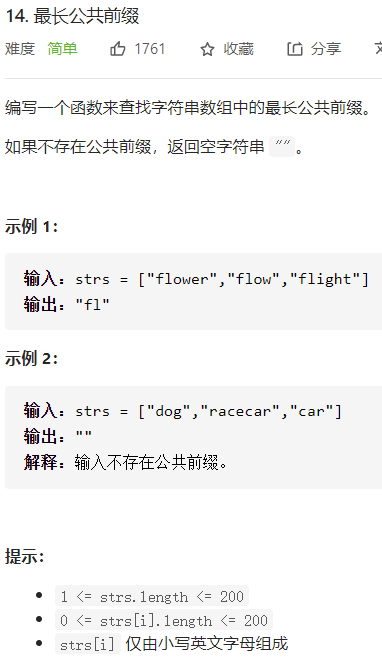 14. 最长公共前缀
难度 简单 1761 收藏 分享
编写一个函数来查找字符串数组中的最长公共前缀。
如果不存在公共前缀，返回空字符串 ""。
示例 1：
输入：strs = ["flower","flow","flight"]
输出："fl"
示例 2：
输入：strs = ["dog","racecar","car"]
输出：""
解释：输入不存在公共前缀。
提示：
1 <= strs.length <= 200
0 <= strs[i].length <= 200
strs[i] 仅由小写英文字母组成